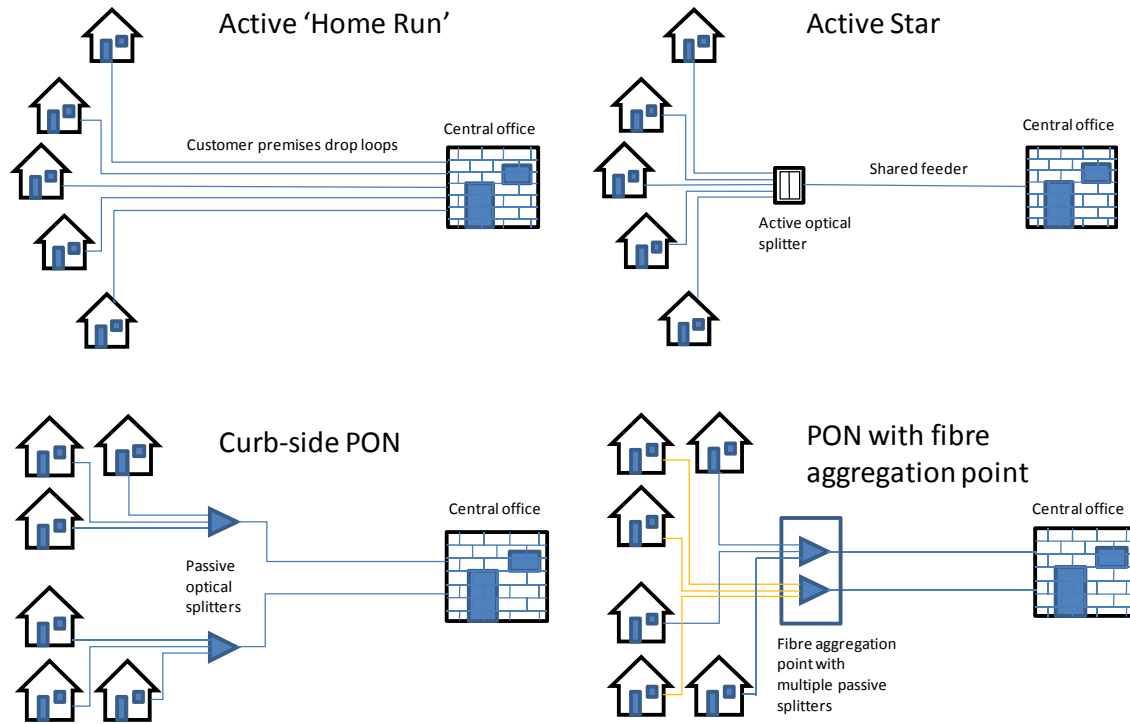 Active ‘Home Run’
Central office
Customer premises drop loops
Active Star
Central office
Shared feeder
Active optical
splitter
Curb-side PON
Central office
Passive
optical
splitters
PON with fibre
aggregation point
Central office
Fibre aggregation
point with
multiple passive
splitters